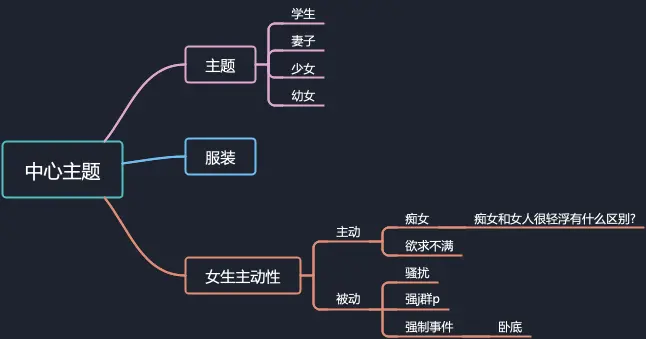 学生
妻子
主题
少女
幼女
服装
中心主题
痴女
痴女和女人很轻浮有什么区别?
主动
欲求不满
女生主动性
骚扰
被动
强j群p
强制事件
卧底